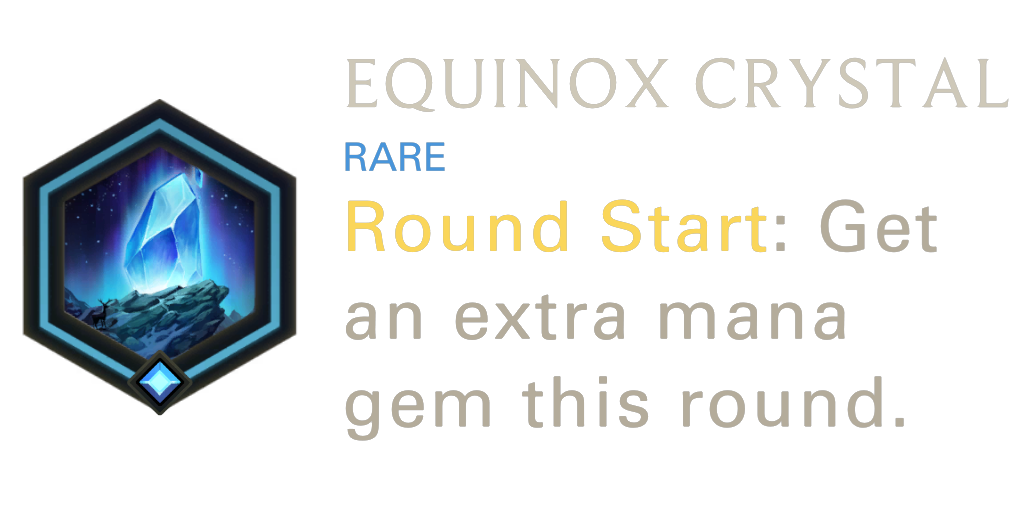 EQUINOX CRYSTAL
RARE
Round Start: Get
an extra mana
gem this round.